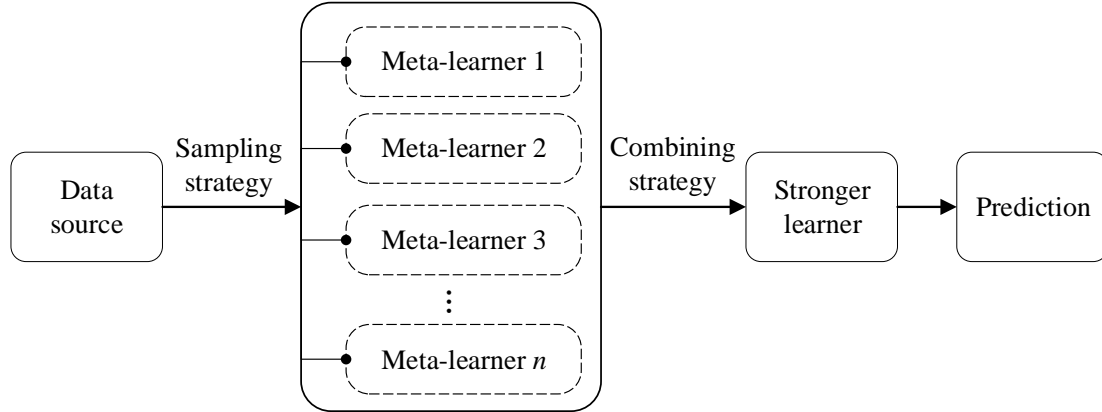 Data
source
Sampling
strategy
Meta-learner 1
Meta-learner 2
Meta-learner 3
⋮
Meta-learner n
Combining
strategy
Stronger
learner
Prediction